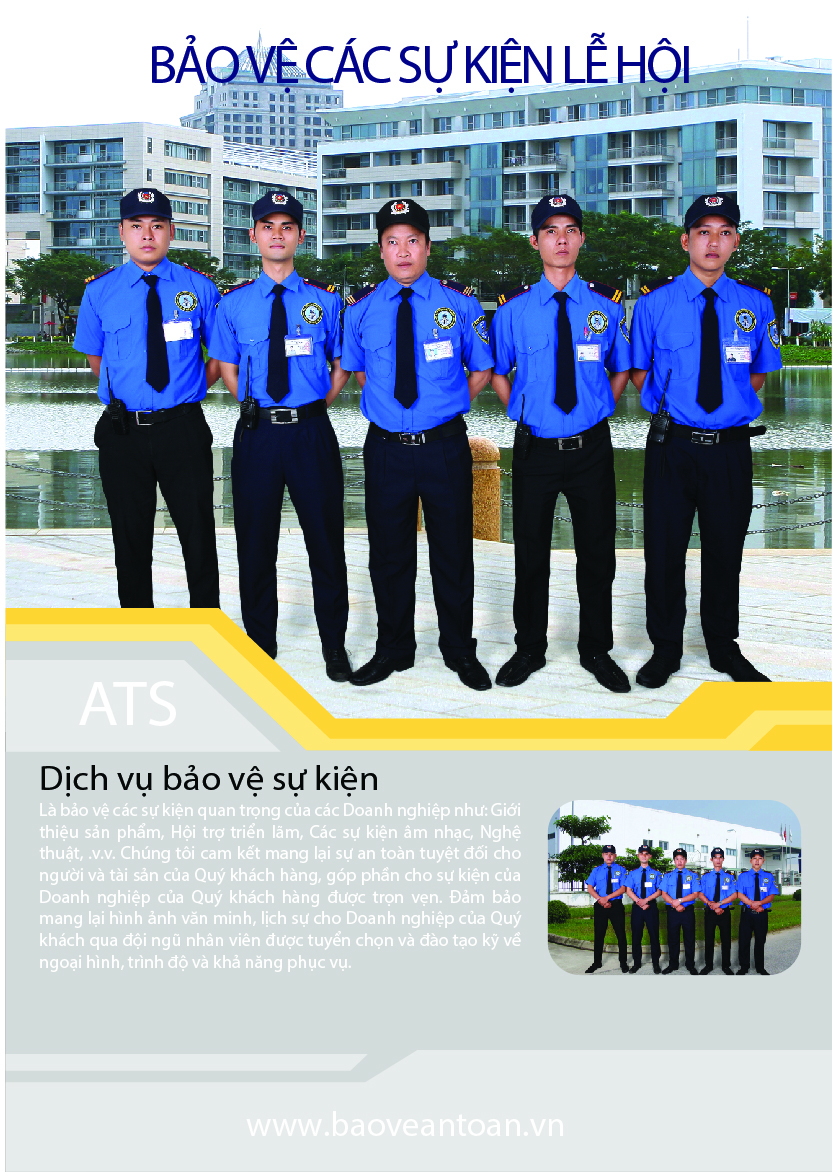 BẢO VỆ CÁC SỰ KIỆN LỄ HỘI
ATS
Dịch vụ bảo vệ sự kiện
Là bảo vệ các sự kiện quan trọng của các Doanh nghiệp như: Giới
thiệu sản phẩm, Hội trợ triển lãm, Các sự kiện âm nhạc, Nghệ
thuật, .v.v. Chúng tôi cam kết mang lại sự an toàn tuyệt đối cho
người và tài sản của Quý khách hàng, góp phần cho sự kiện của
Doanh nghiệp của Quý khách hàng được trọn vẹn. Đảm bảo
mang lại hình ảnh văn minh, lịch sự cho Doanh nghiệp của Quý
khách qua đội ngũ nhân viên được tuyển chọn và đào tạo kỹ về
ngoại hình, trình độ và khả năng phục vụ.
www.baoveantoan.vn